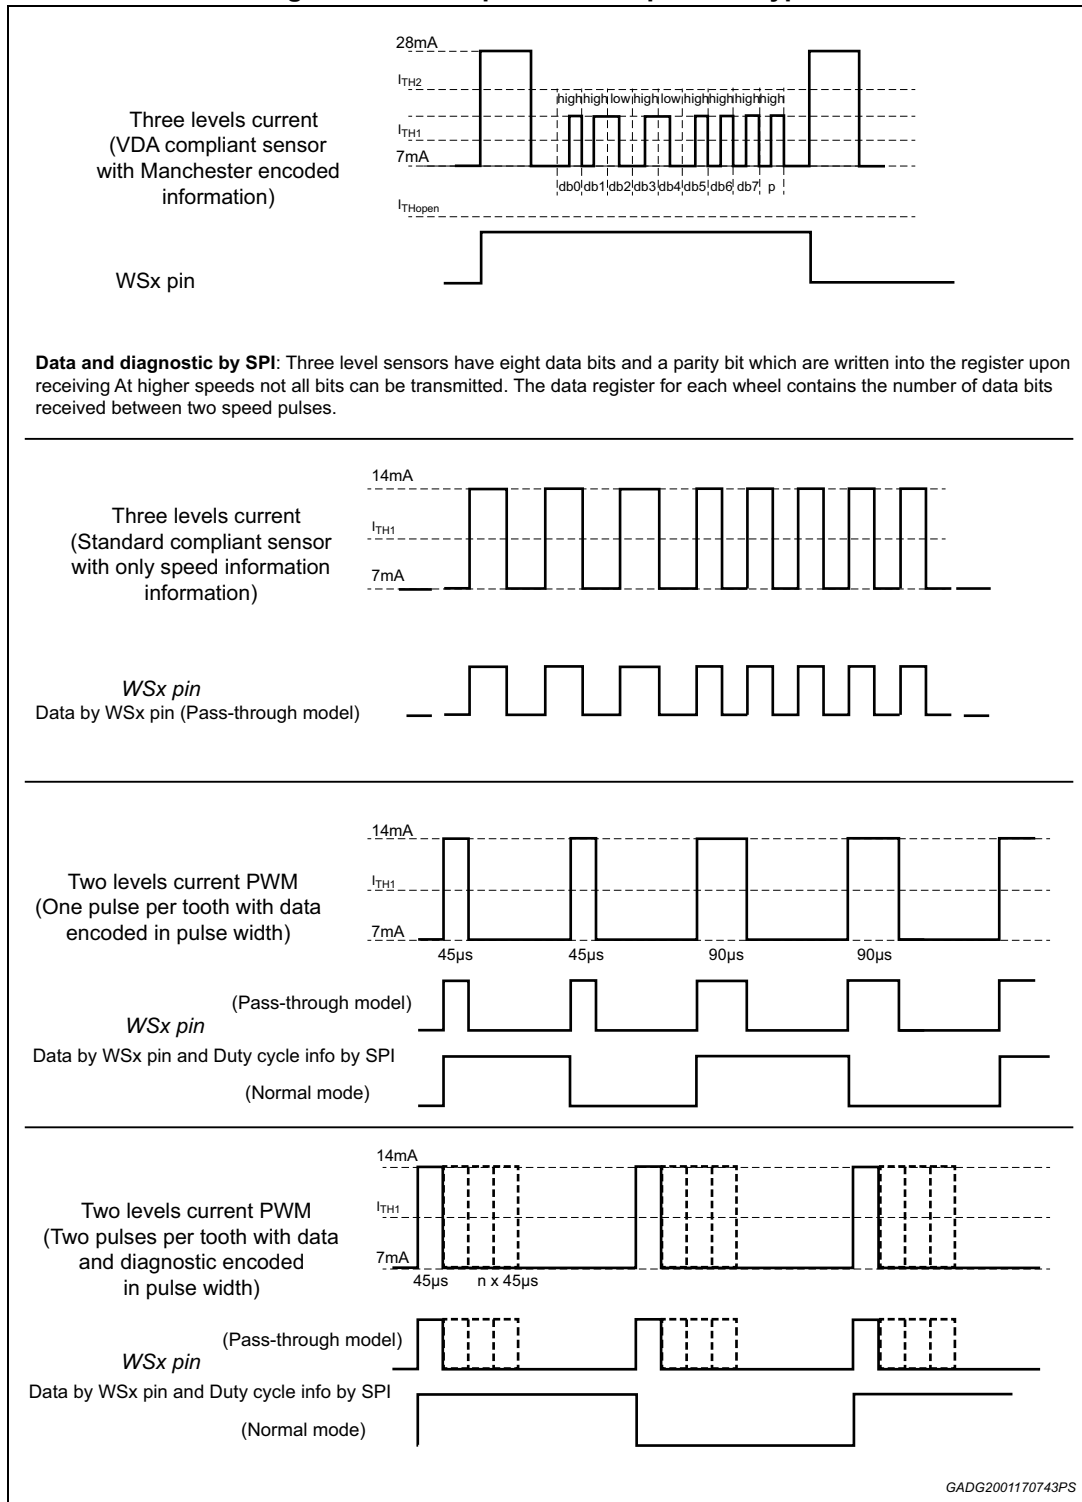 28mA
I_TH2
high high low high low high high high high
Three levels current
(VDA compliant sensor
with Manchester encoded
information)
I_TH1
7mA
db0 db1 db2 db3 db4 db5 db6 db7 p
I_THopen
WSx pin
Data and diagnostic by SPI: Three level sensors have eight data bits and a parity bit which are written into the register upon
receiving At higher speeds not all bits can be transmitted. The data register for each wheel contains the number of data bits
received between two speed pulses.
14mA
Three levels current
(Standard compliant sensor
with only speed information
information)
I_TH1
7mA
WSx pin
Data by WSx pin (Pass-through model)
14mA
Two levels current PWM
(One pulse per tooth with data
encoded in pulse width)
I_TH1
7mA
45µs 45µs 90µs 90µs
(Pass-through model)
WSx pin
Data by WSx pin and Duty cycle info by SPI
(Normal mode)
14mA
Two levels current PWM
(Two pulses per tooth with data
and diagnostic encoded
in pulse width)
I_TH1
7mA
45µs n x 45µs
(Pass-through model)
WSx pin
Data by WSx pin and Duty cycle info by SPI
(Normal mode)
GADG2001170743PS